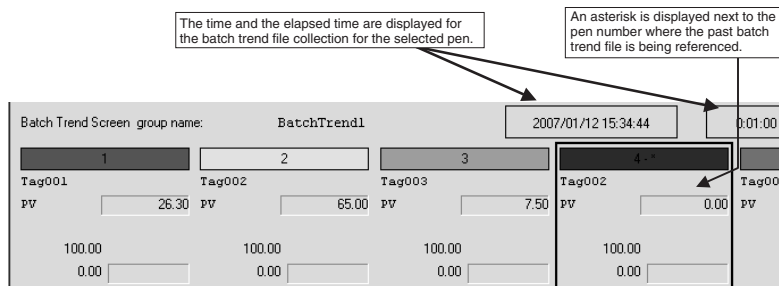 The time and the elapsed time are displayed for
the batch trend file collection for the selected pen.
An asterisk is displayed next to the
pen number where the past batch
trend file is being referenced.
Batch Trend Screen group name: BatchTrend1 2007/01/12 15:34:44 0:01:00
1 2 3 4 - *
Tag001 Tag002 Tag003 Tag002 Tag00
PV 26.30 PV 65.00 PV 7.50 PV 0.00 PV
100.00 100.00 100.00 100.00
0.00 0.00 0.00 0.00